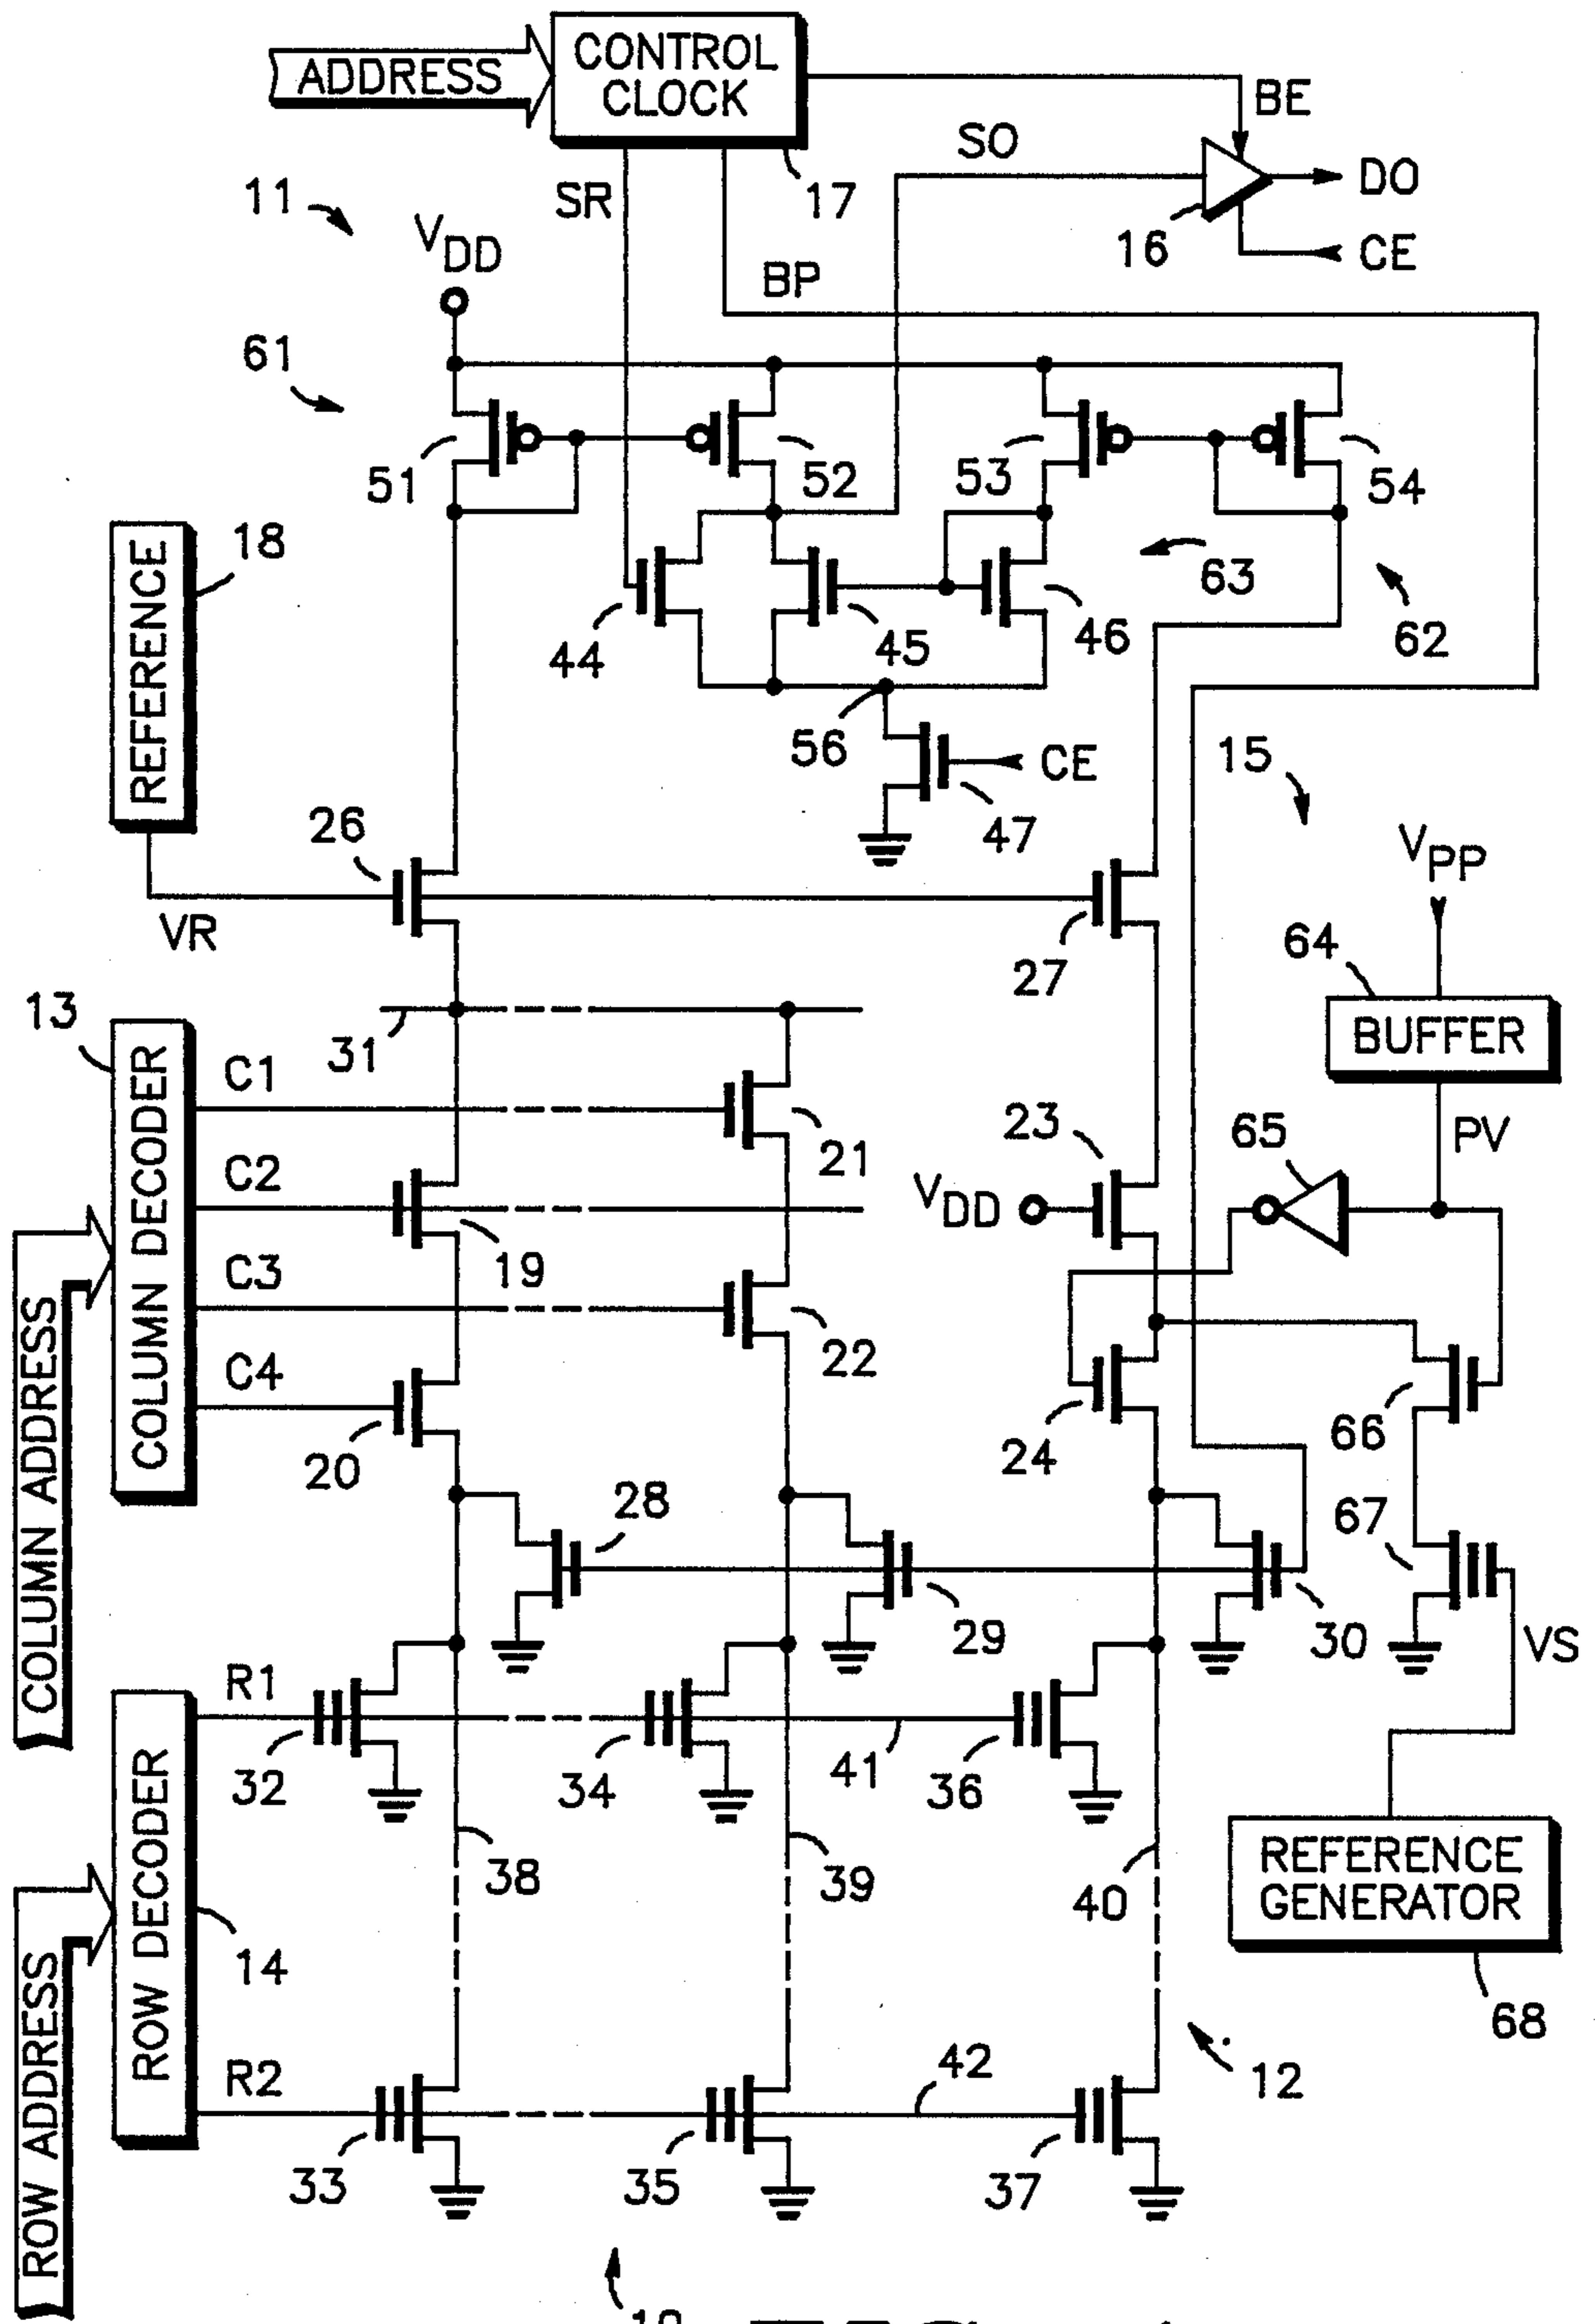 ADDRESS
CONTROL
CLOCK
BE
SO
DO
SR
17
11
16
CE
VDD
BP
61
51
52
53
54
18
REFERENCE
63
44
45
46
62
56
CE
15
47
26
VPP
VR
27
64
13
31
BUFFER
C1
COLUMN DECODER
23
65
PV
21
C2
VDD
19
C3
COLUMN ADDRESS
22
C4
66
20
24
28
67
29
30
VS
R1
32
34
41
36
ROW DECODER
38
39
40
REFERENCE
GENERATOR
14
ROW ADDRESS
68
R2
42
12
33
35
37